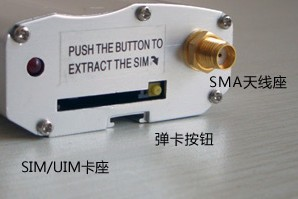 PUSH THE BUTTON TO
EXTRACT THE SIM
SMA天线座
弹卡按钮
SIM/UIM卡座